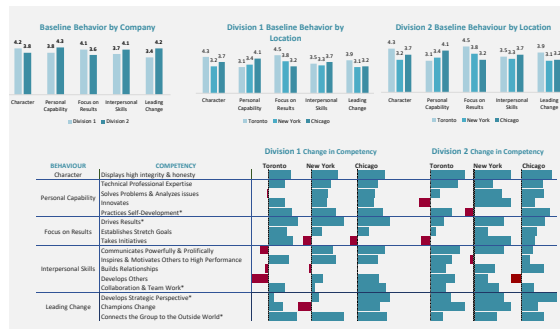 Baseline Behavior by Company
4.2 3.8 3.8 4.3 4.1 3.6 3.7 4.1 3.4 4.2
Character Personal Capability Focus on Results Interpersonal Skills Leading Change
Division 1 Division 2
Division 1 Baseline Behavior by
Location
4.3 3.2 3.7 3.1 3.4 4.1 4.5 3.8 3.2 3.5 3.3 3.7 3.9 3.1 3.2
Character Personal Capability Focus on Results Interpersonal Skills Leading Change
Toronto New York Chicago
Division 2 Baseline Behaviour by Location
4.3 3.2 3.7 3.1 3.4 4.1 4.5 3.8 3.2 3.5 3.3 3.7 3.9 3.1 3.2
Character Personal Capability Focus on Results Interpersonal Skills Leading Change
Toronto New York Chicago
Division 1 Change in Competency Division 2 Change in Competency
BEHAVIOUR COMPETENCY Toronto New York Chicago Toronto New York Chicago
Character Displays high integrity & honesty
Technical Professional Expertise
Solves Problems & Analyzes issues
Personal Capability Innovates
Practices Self-Development*
Drives Results*
Focus on Results Establishes Stretch Goals
Takes Initiatives
Communicates Powerfully & Prolifically
Inspires & Motivates Others to High Performance
Interpersonal Skills Builds Relationships
Develops Others
Collaboration & Team Work*
Develops Strategic Perspective*
Leading Change Champions Change
Connects the Group to the Outside World*